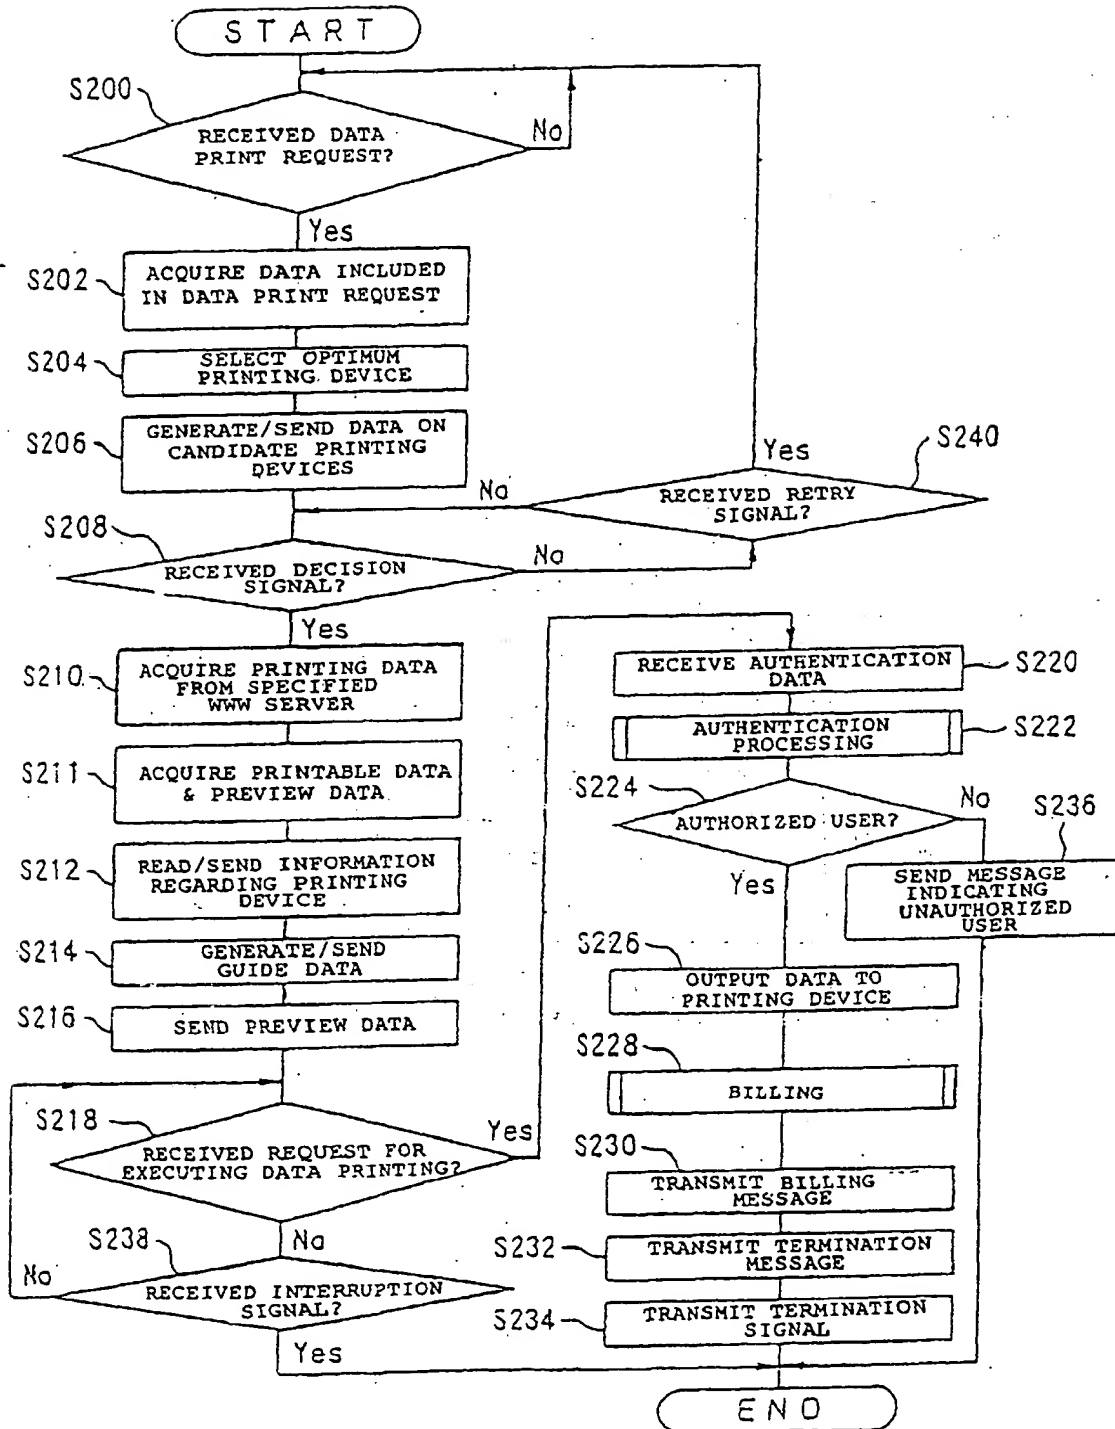 START
S200
RECEIVED DATA
PRINT REQUEST?
No
Yes
S202
ACQUIRE DATA INCLUDED
IN DATA PRINT REQUEST
S204
SELECT OPTIMUM
PRINTING DEVICE
S206
GENERATE/SEND DATA ON
CANDIDATE PRINTING
DEVICES
S240
Yes
RECEIVED RETRY
SIGNAL?
No
S208
RECEIVED DECISION
SIGNAL?
No
Yes
S210
ACQUIRE PRINTING DATA
FROM SPECIFIED
WWW SERVER
S211
ACQUIRE PRINTABLE DATA
& PREVIEW DATA
S212
READ/SEND INFORMATION
REGARDING PRINTING
DEVICE
S214
GENERATE/SEND
GUIDE DATA
S216
SEND PREVIEW DATA
S218
RECEIVED REQUEST FOR
EXECUTING DATA PRINTING?
Yes
No
S238
RECEIVED INTERRUPTION
SIGNAL?
No
Yes
RECEIVE AUTHENTICATION
DATA
S220
AUTHENTICATION
PROCESSING
S222
S224
AUTHORIZED USER?
No
Yes
S236
SEND MESSAGE
INDICATING
UNAUTHORIZED
USER
S226
OUTPUT DATA TO
PRINTING DEVICE
S228
BILLING
S230
TRANSMIT BILLING
MESSAGE
S232
TRANSMIT TERMINATION
MESSAGE
S234
TRANSMIT TERMINATION
SIGNAL
END